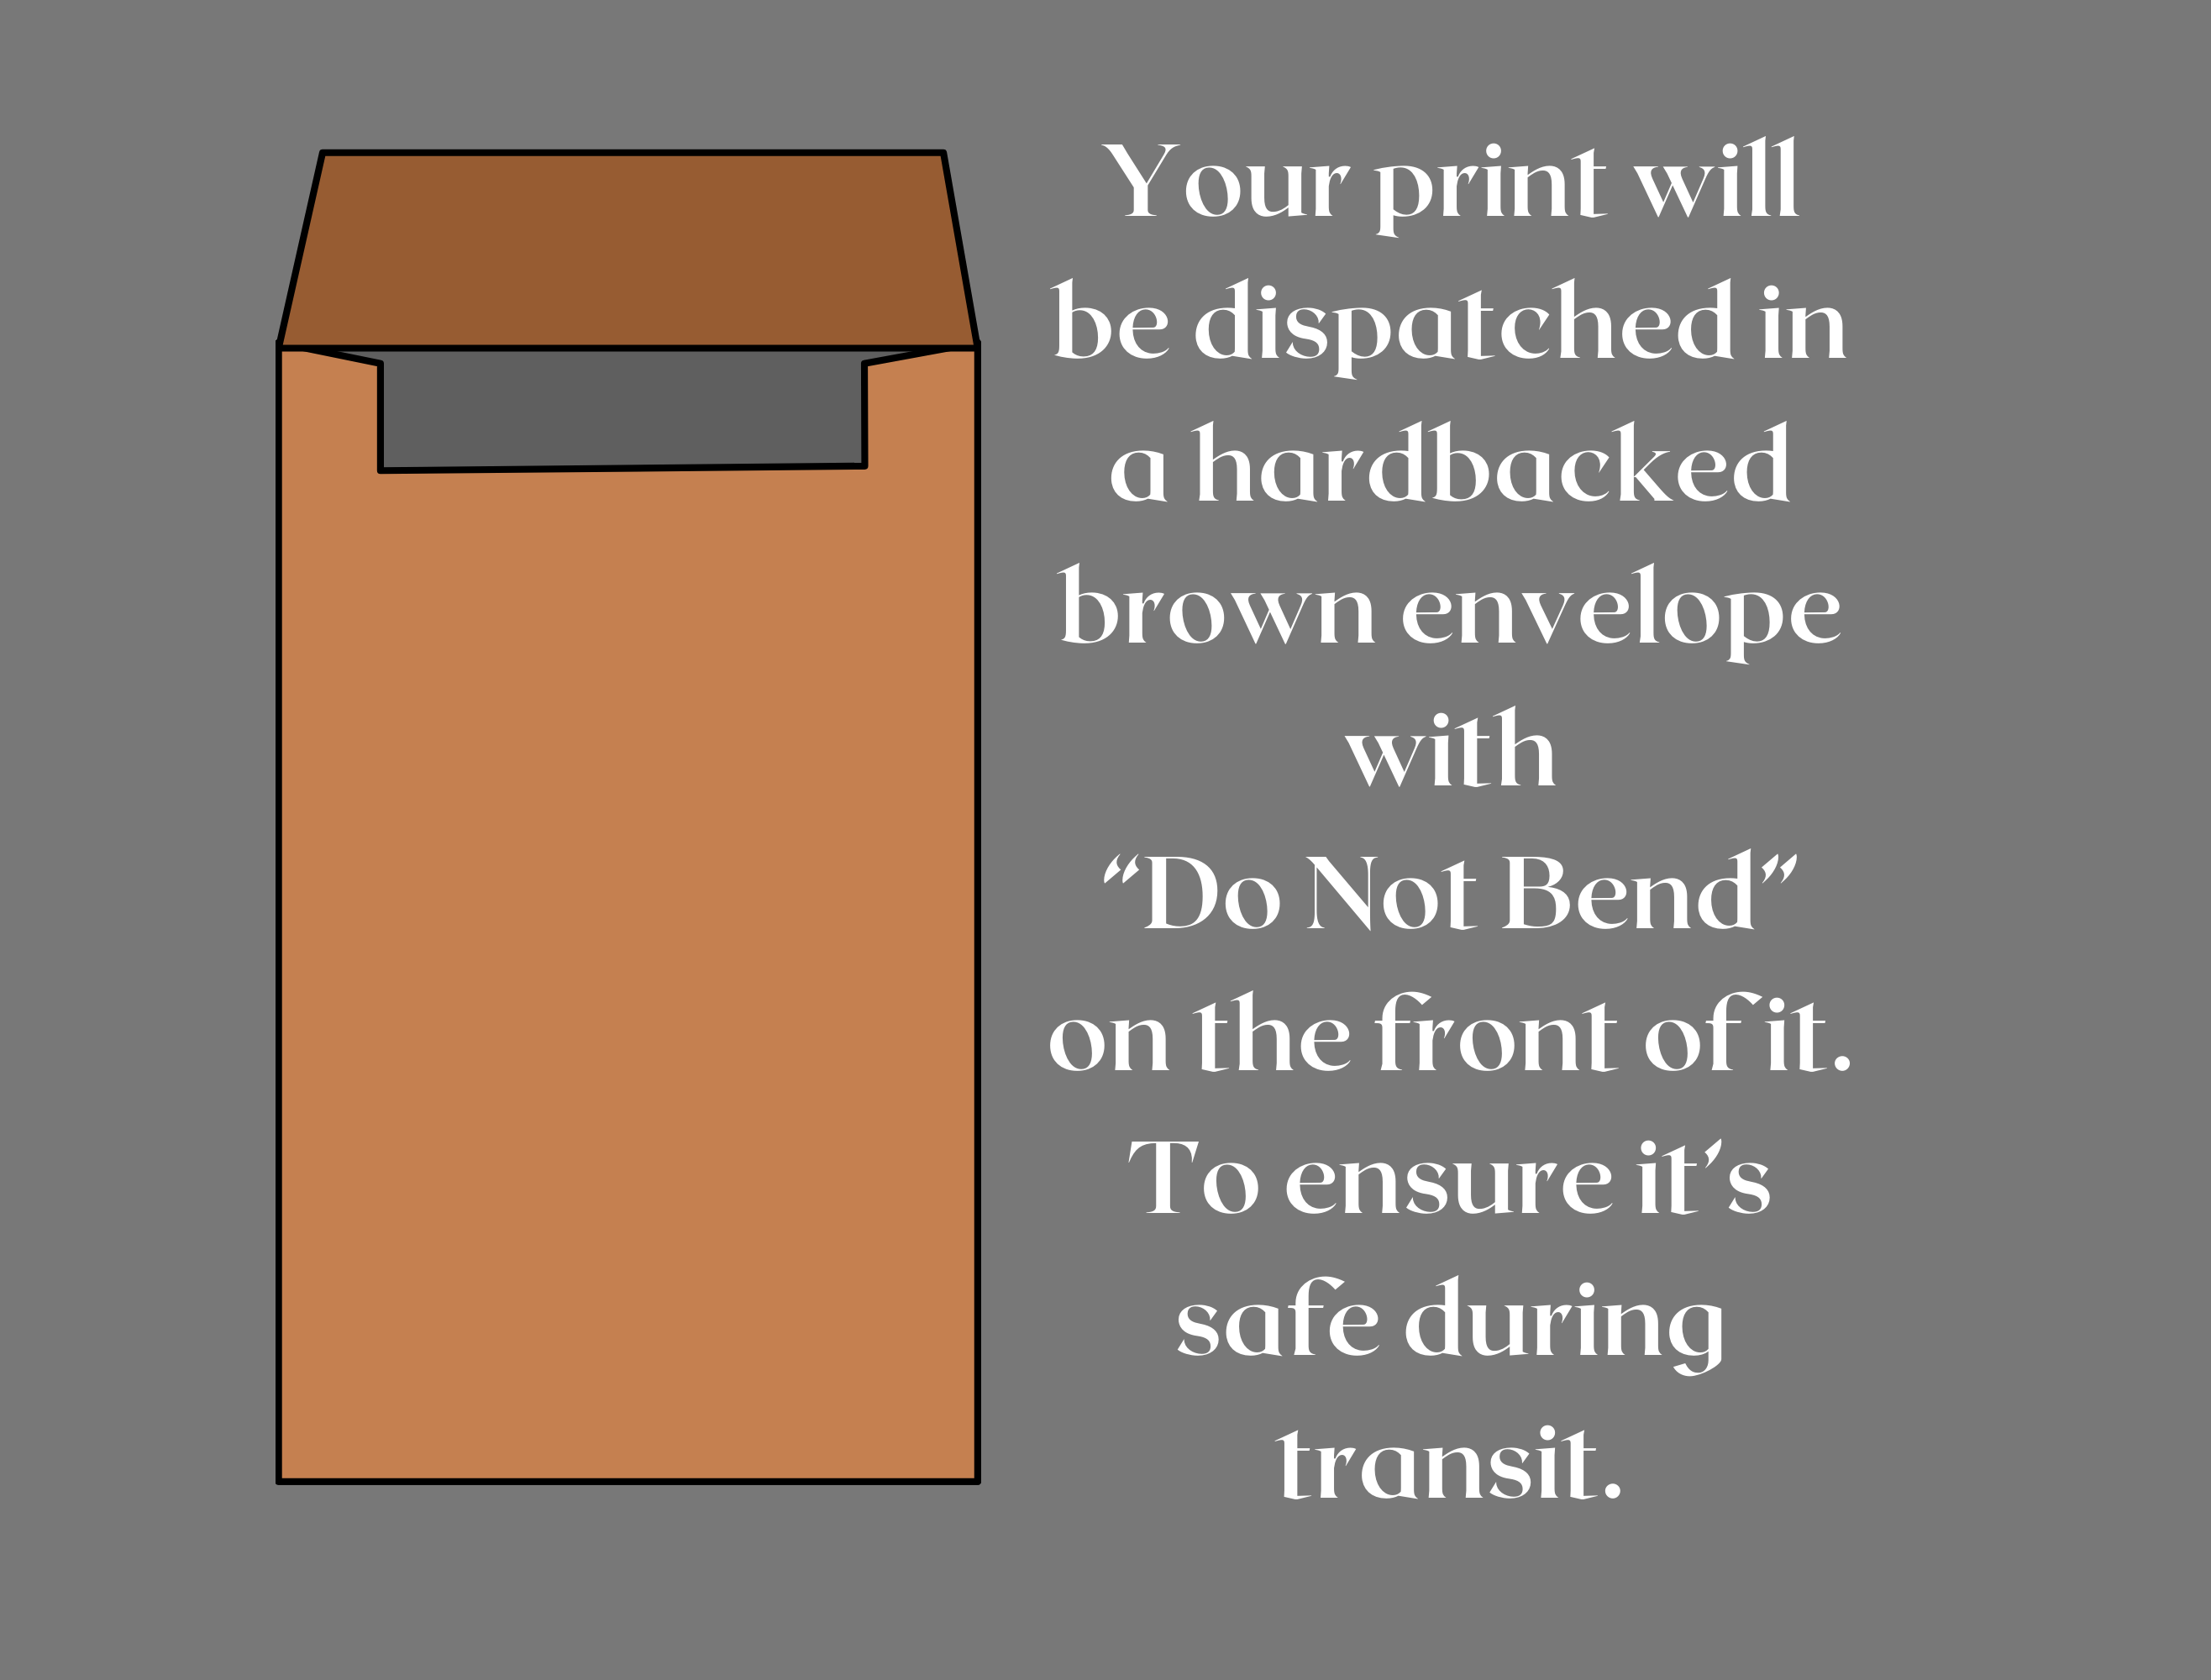 Your print will
be dispatched in
a hardbacked
brown envelope
with
“Do Not Bend”
on the front of it.
To ensure it’s
safe during
transit.